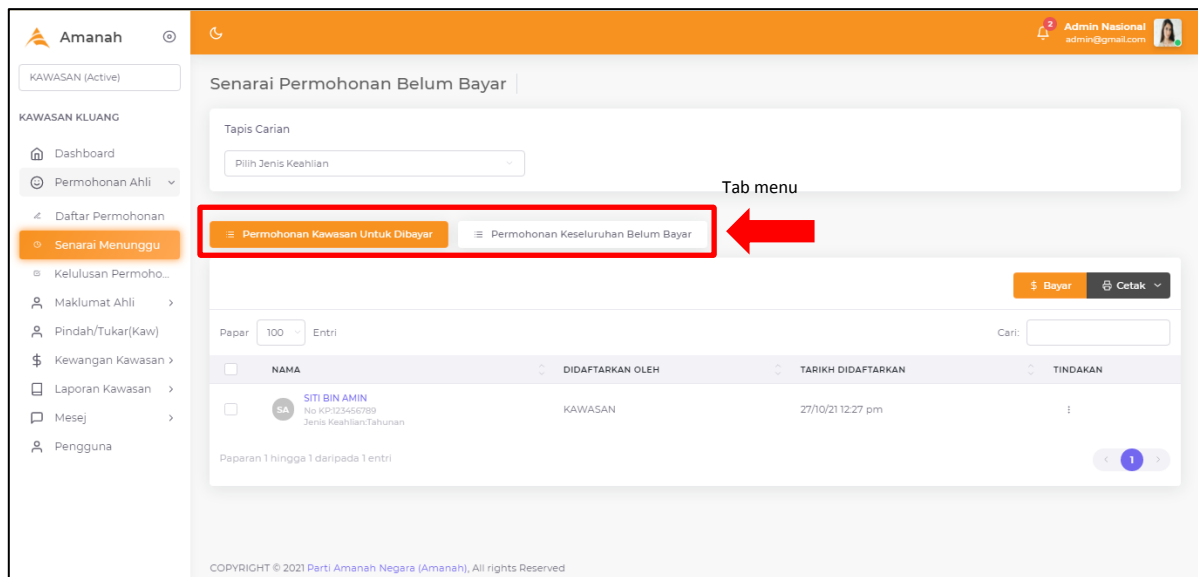 Amanah
2
Admin Nasional
admin@gmail.com
KAWASAN (Active)
Senarai Permohonan Belum Bayar
KAWASAN KLUANG
Tapis Carian
Pilih Jenis Keahlian
Dashboard
Permohonan Ahli
Daftar Permohonan
Senarai Menunggu
Kelulusan Permoho...
Maklumat Ahli
Pindah/Tukar(Kaw)
Kewangan Kawasan
Laporan Kawasan
Mesej
Pengguna
Tab menu
Permohonan Kawasan Untuk Dibayar
Permohonan Keseluruhan Belum Bayar
$ Bayar
Cetak
Papar 100 Entri
Cari:
NAMA DIDAFTARKAN OLEH TARIKH DIDAFTARKAN TINDAKAN
SA
SITI BIN AMIN
No KP:123456789
Jenis Keahlian:Tahunan
KAWASAN
27/10/21 12:27 pm
Paparan 1 hingga 1 daripada 1 entri
1
COPYRIGHT © 2021 Parti Amanah Negara (Amanah), All rights Reserved